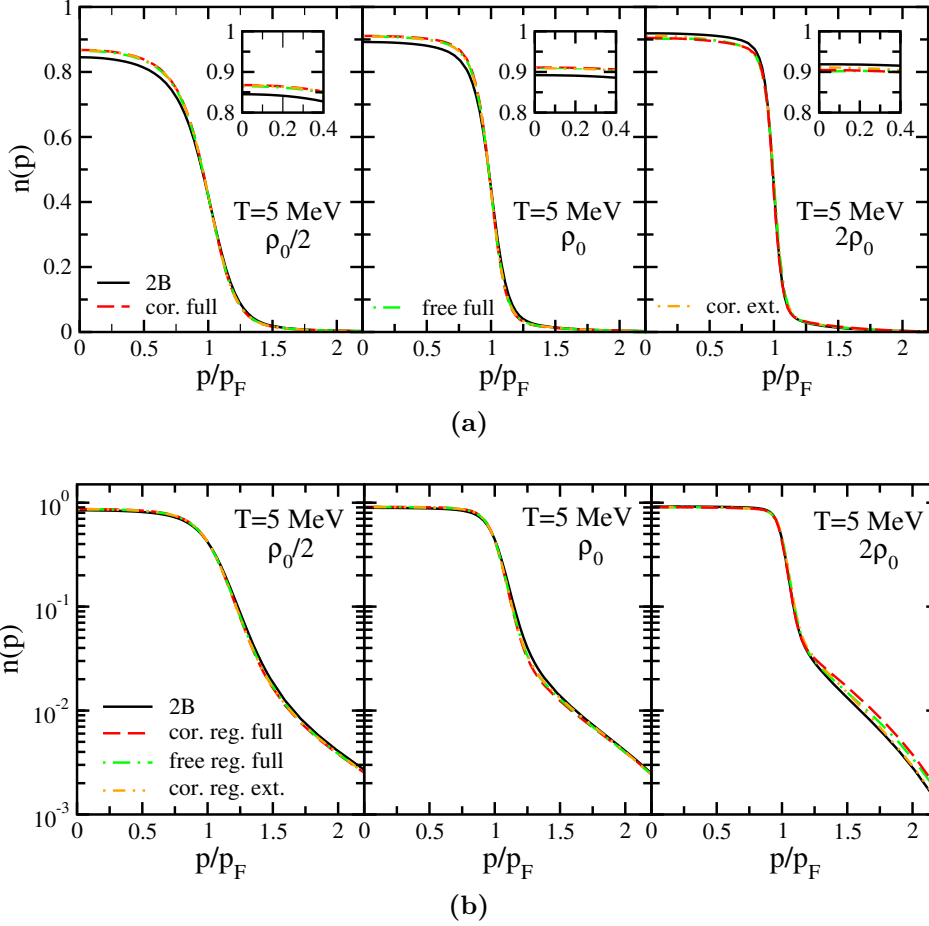 1
0.8
0.6
0.4
0.2
0
n(p)
1
0.9
0.8
0 0.2 0.4
T=5 MeV
ρ0/2
2B
cor. full
0 0.5 1 1.5 2
p/pF
1
0.9
0.8
0 0.2 0.4
T=5 MeV
ρ0
free full
0.5 1 1.5 2
p/pF
1
0.9
0.8
0 0.2 0.4
T=5 MeV
2ρ0
cor. ext.
0 0.5 1 1.5 2
p/pF
(a)
10^0
10^-1
10^-2
10^-3
n(p)
T=5 MeV
ρ0/2
2B
cor. reg. full
free reg. full
cor. reg. ext.
0 0.5 1 1.5 2
p/pF
T=5 MeV
ρ0
0 0.5 1 1.5 2
p/pF
T=5 MeV
2ρ0
0 0.5 1 1.5 2
p/pF
(b)